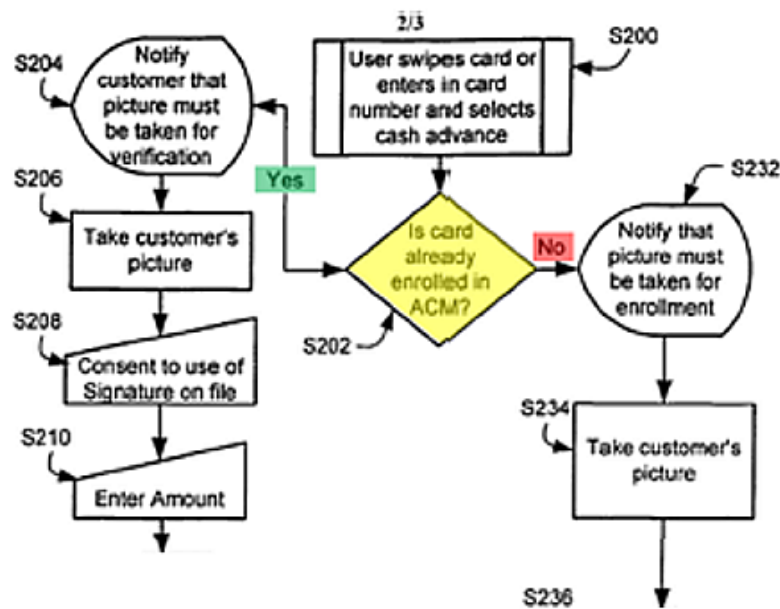 2/3
S200
User swipes card or
enters in card
number and selects
cash advance
S204
Notify
customer that
picture must
be taken for
verification
Yes
S206
Take customer's
picture
S208
Consent to use of
Signature on file
S210
Enter Amount
Is card
already
enrolled in
ACM?
S202
No
S232
Notify that
picture must
be taken for
enrollment
S234
Take customer's
picture
S236